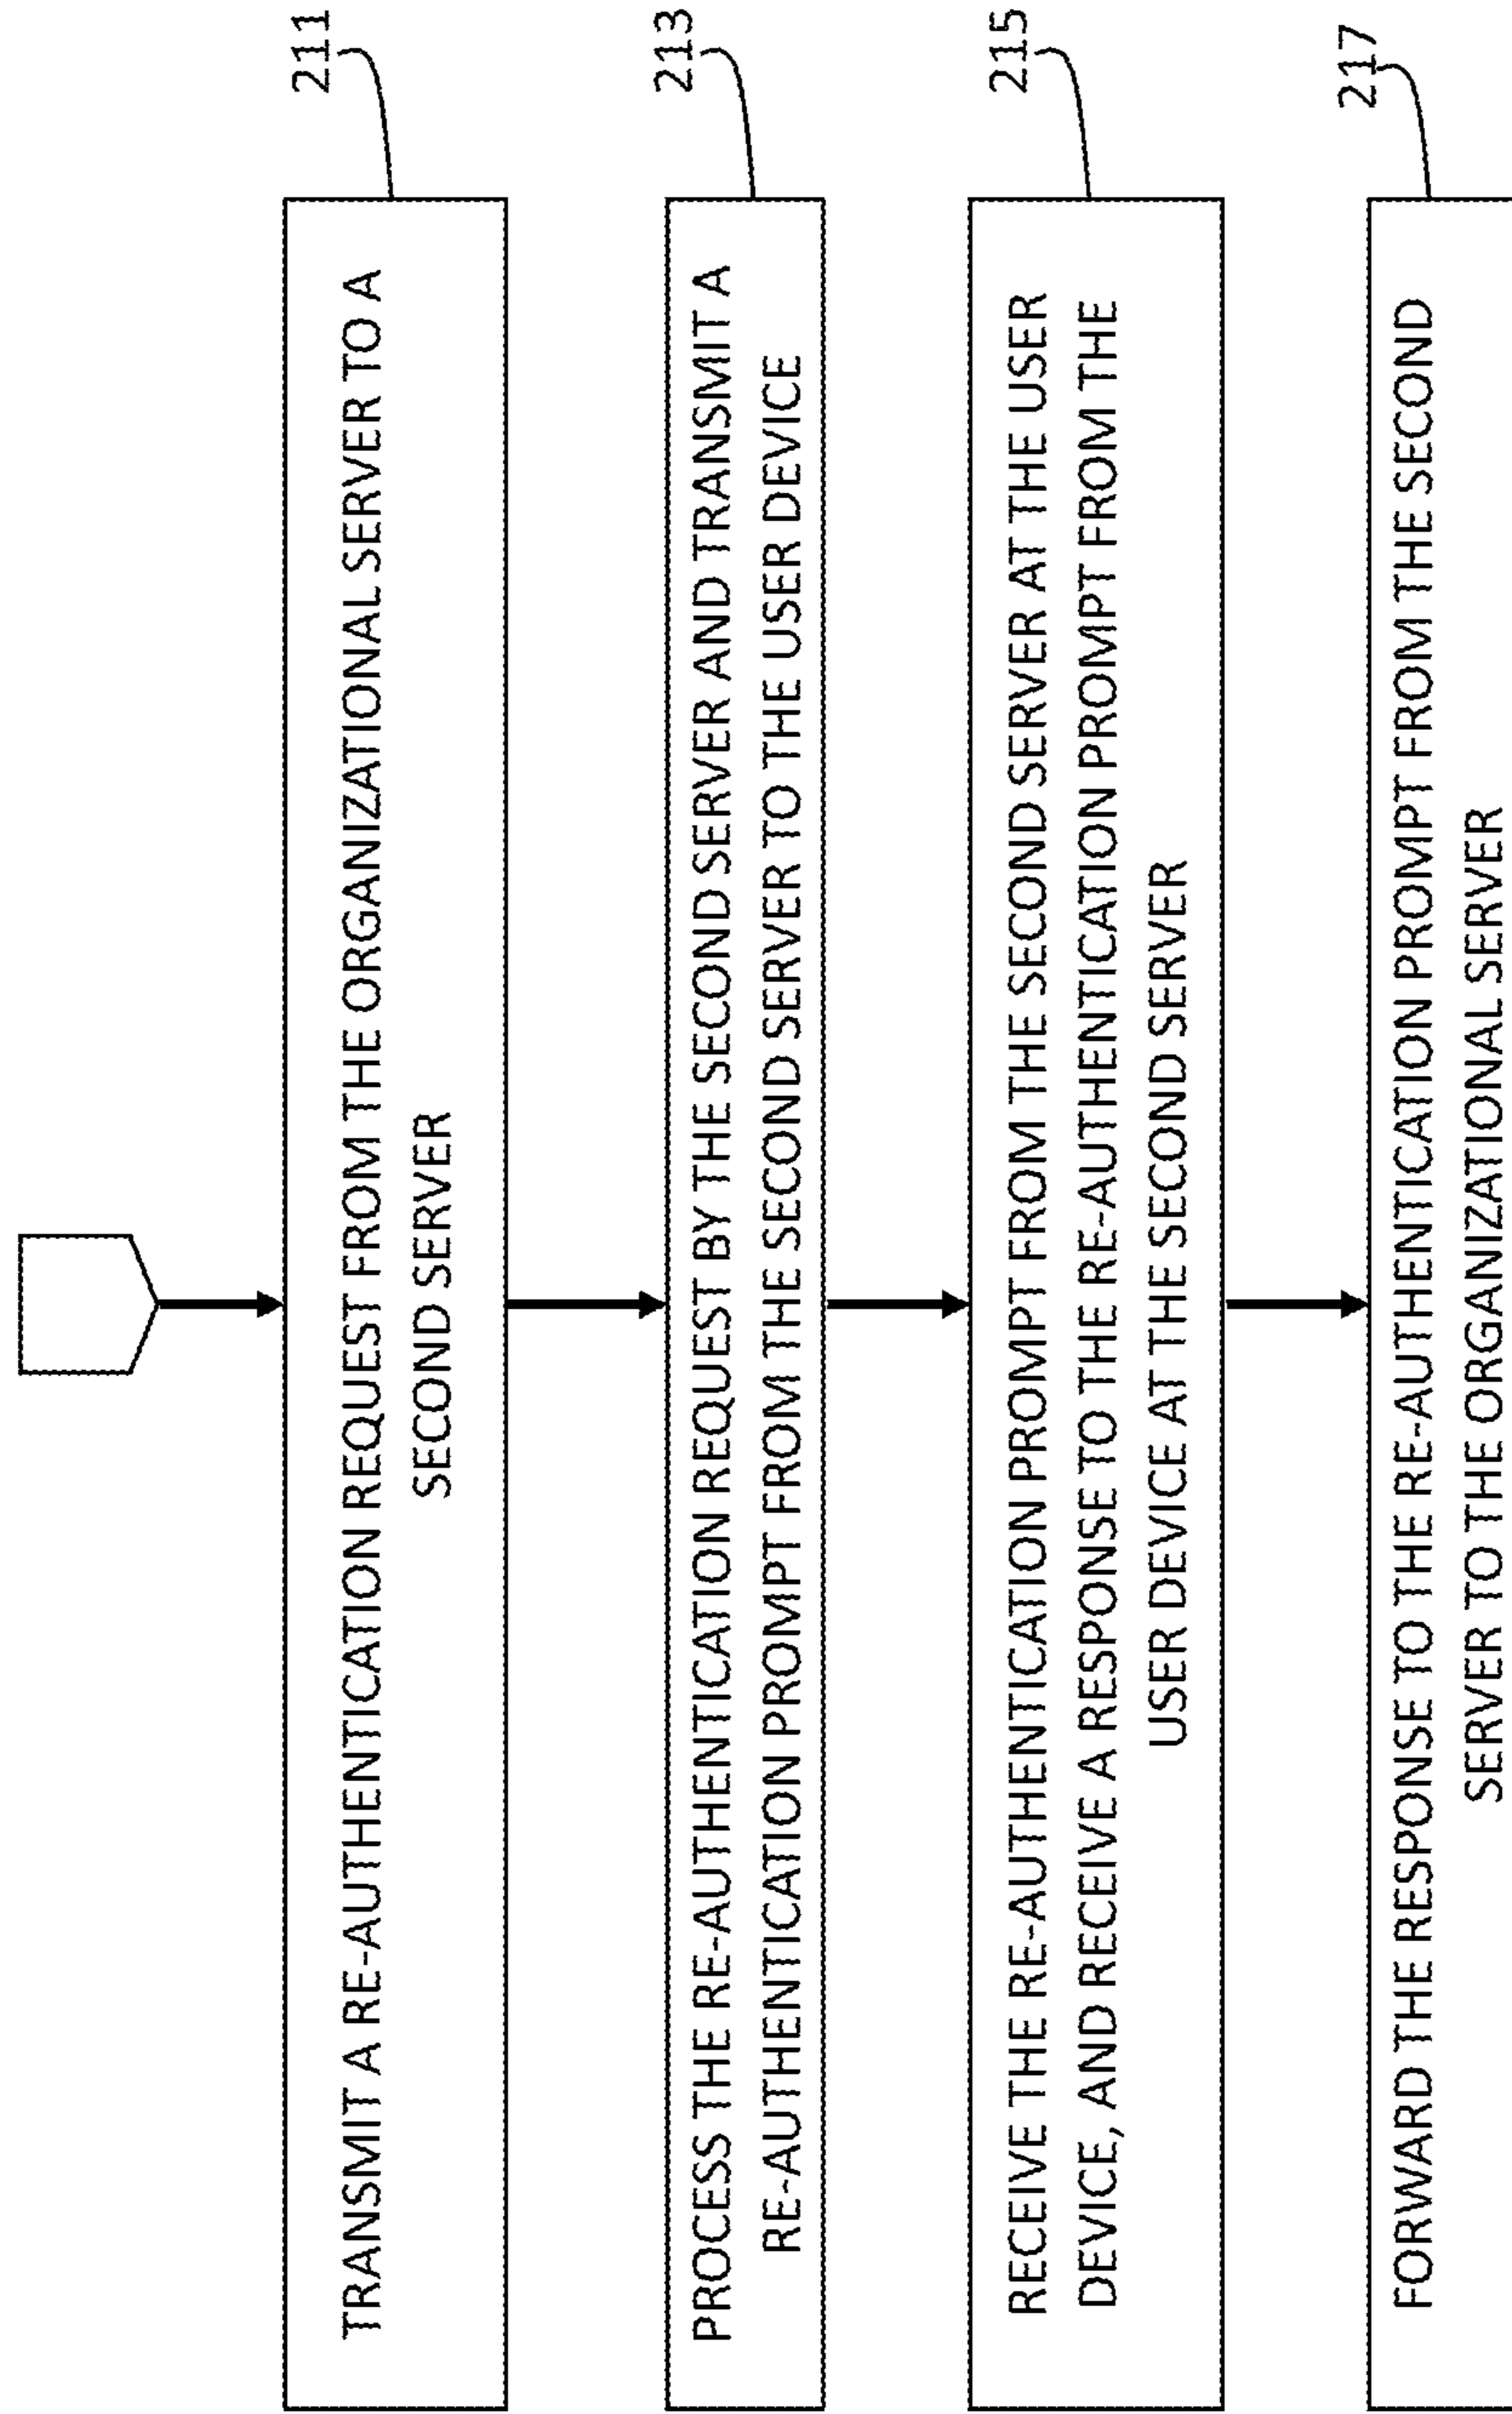 211
TRANSMIT A RE-AUTHENTICATION REQUEST FROM THE ORGANIZATIONAL SERVER TO A
SECOND SERVER
213
PROCESS THE RE-AUTHENTICATION REQUEST BY THE SECOND SERVER AND TRANSMIT A
RE-AUTHENTICATION PROMPT FROM THE SECOND SERVER TO THE USER DEVICE
215
RECEIVE THE RE-AUTHENTICATION PROMPT FROM THE SECOND SERVER AT THE USER
DEVICE, AND RECEIVE A RESPONSE TO THE RE-AUTHENTICATION PROMPT FROM THE
USER DEVICE AT THE SECOND SERVER
217
FORWARD THE RESPONSE TO THE RE-AUTHENTICATION PROMPT FROM THE SECOND
SERVER TO THE ORGANIZATIONAL SERVER